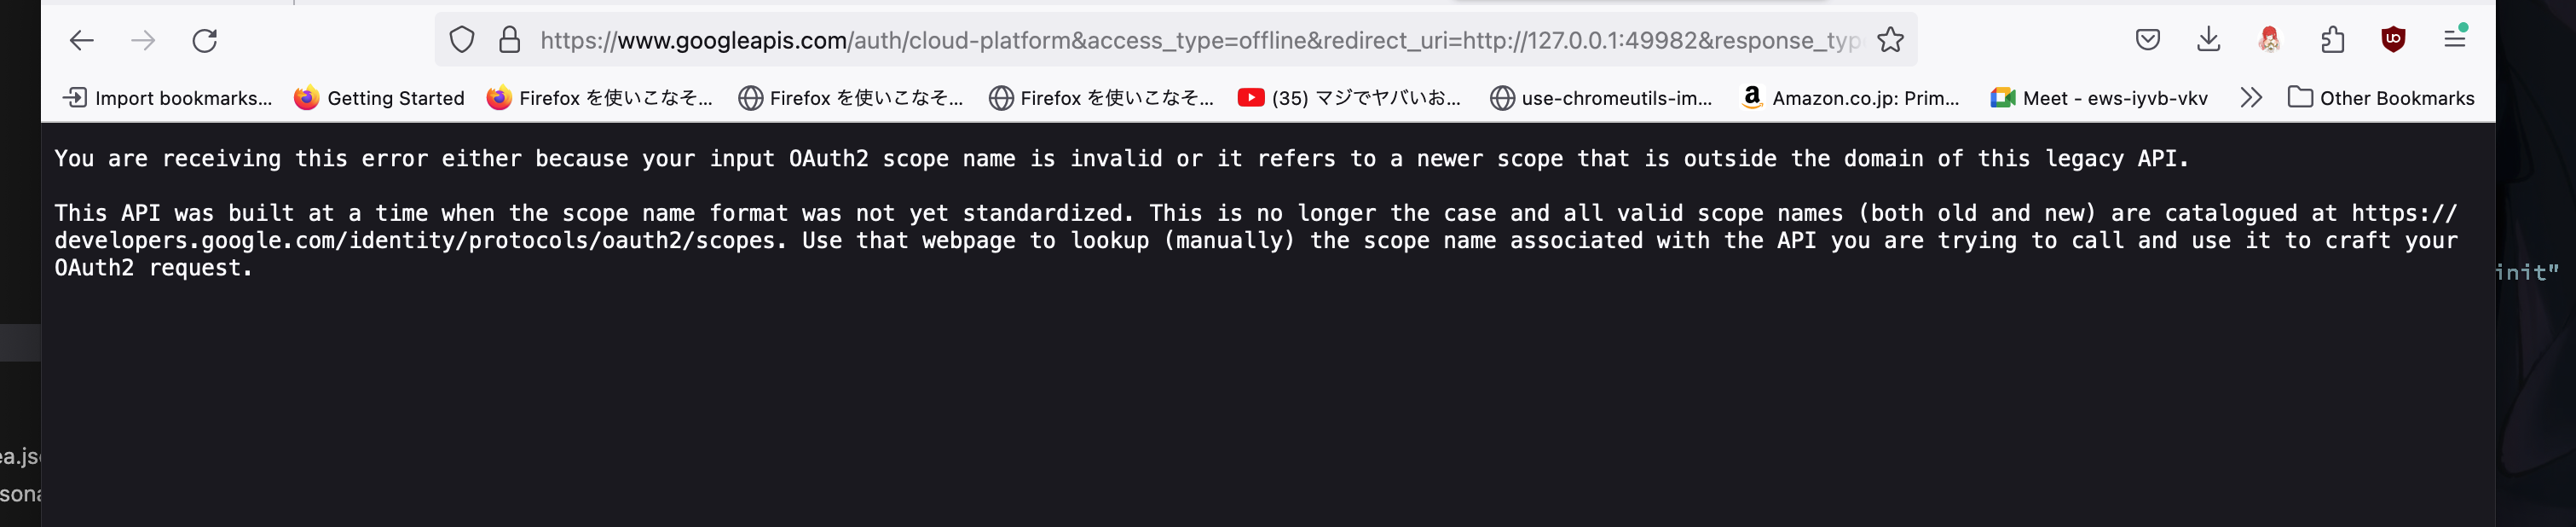 https://www.googleapis.com/auth/cloud-platform&access_type=offline&redirect_uri=http://127.0.0.1:49982&response_typ
Import bookmarks... Getting Started Firefox を使いこなそ... Firefox を使いこなそ... Firefox を使いこなそ... (35) マジでヤバいお... use-chromeutils-im... Amazon.co.jp: Prim... Meet - ews-iyvb-vkv Other Bookmarks
You are receiving this error either because your input OAuth2 scope name is invalid or it refers to a newer scope that is outside the domain of this legacy API.
This API was built at a time when the scope name format was not yet standardized. This is no longer the case and all valid scope names (both old and new) are catalogued at https://
developers.google.com/identity/protocols/oauth2/scopes. Use that webpage to lookup (manually) the scope name associated with the API you are trying to call and use it to craft your
OAuth2 request.
init"
ea.js
sona